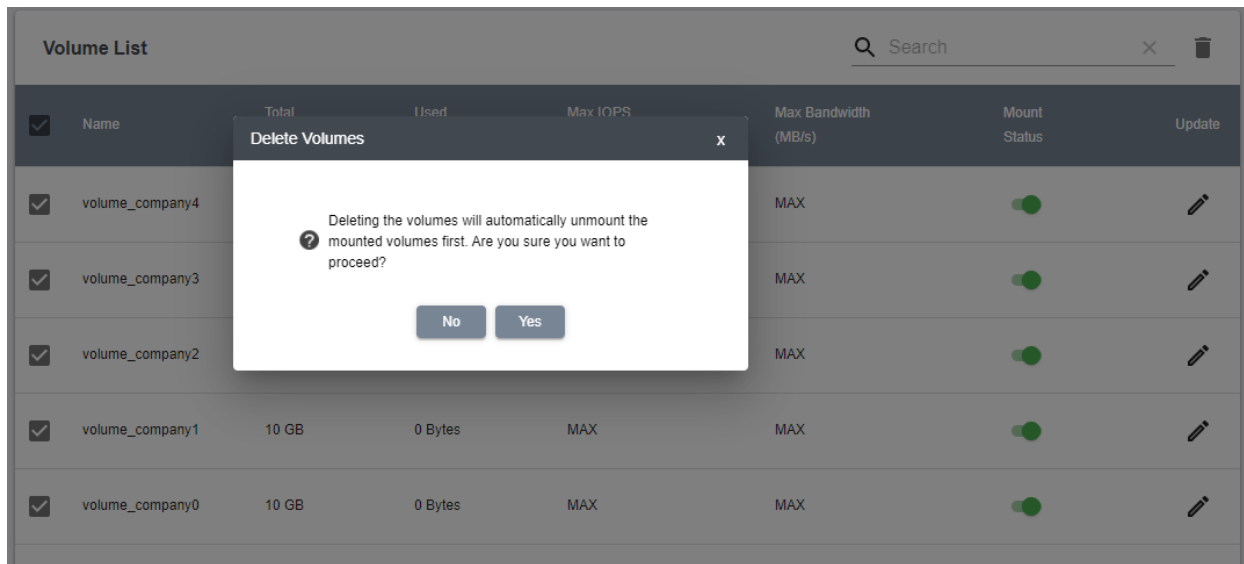 Volume List
Search
Name Total Used Max IOPS Max Bandwidth (MB/s) Mount Status Update
Delete Volumes x
Deleting the volumes will automatically unmount the
mounted volumes first. Are you sure you want to
proceed?
No Yes
volume_company4 MAX
volume_company3 MAX
volume_company2 MAX
volume_company1 10 GB 0 Bytes MAX MAX
volume_company0 10 GB 0 Bytes MAX MAX